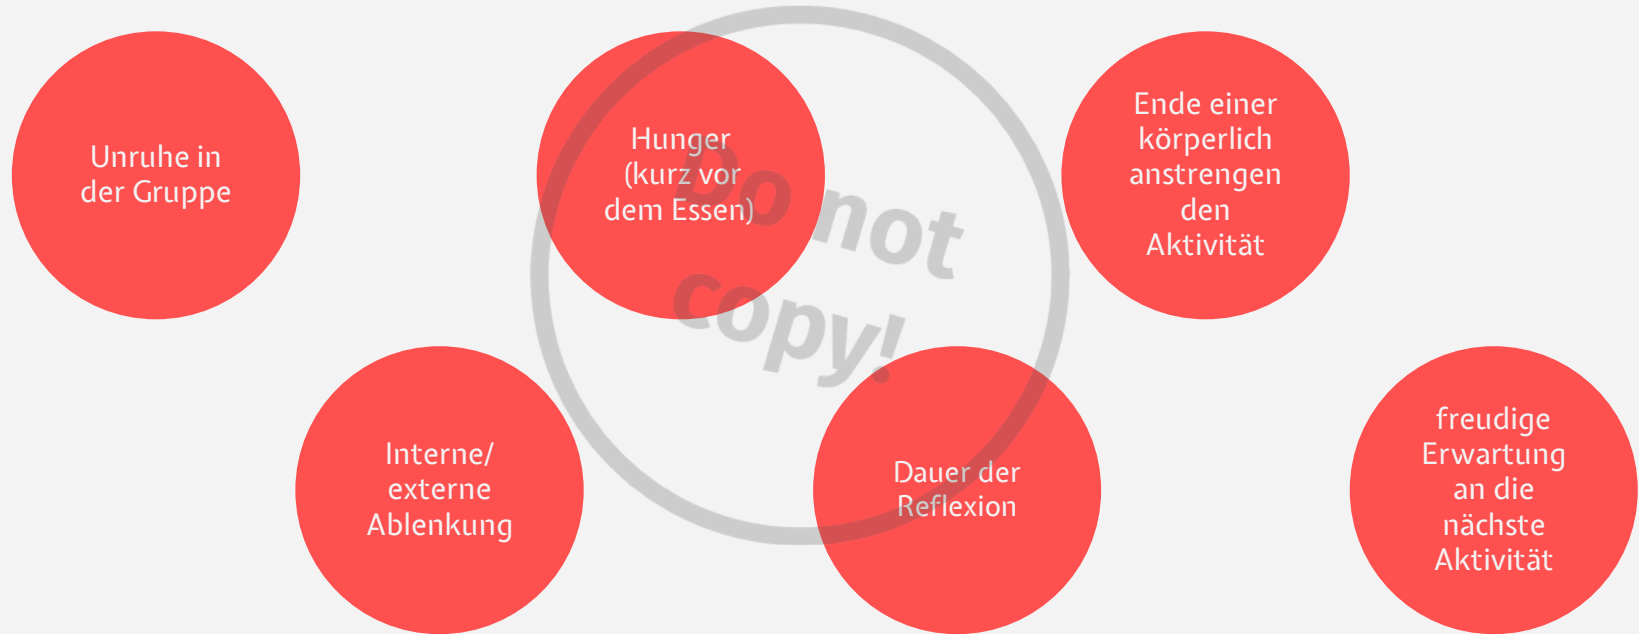 Unruhe in
der Gruppe
Hunger
(kurz vor
dem Essen)
Ende einer
körperlich
anstrengen
den
Aktivität
Do not
copy!
Interne/
externe
Ablenkung
Dauer der
Reflexion
freudige
Erwartung
an die
nächste
Aktivität